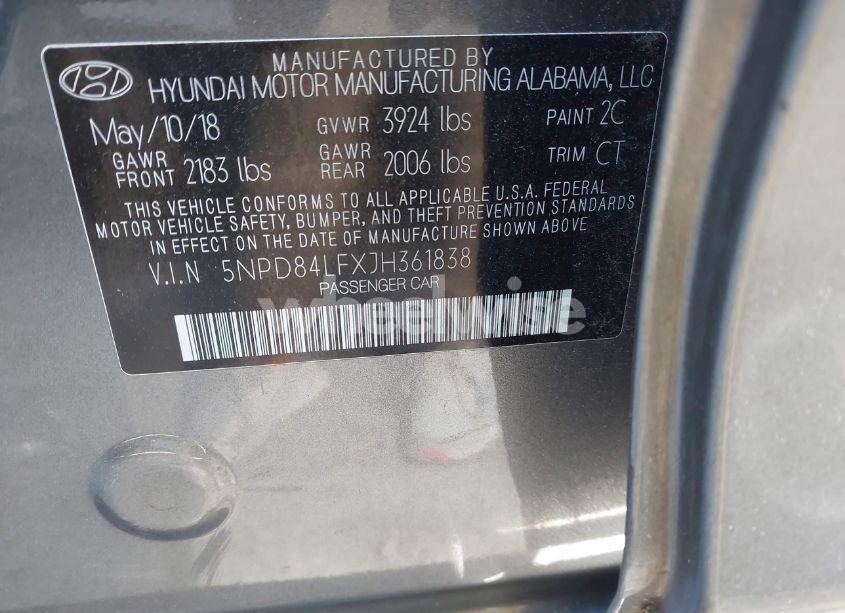 MANUFACTURED BY
HYUNDAI MOTOR MANUFACTURING ALABAMA, LLC
May/10/18 GVWR 3924 lbs PAINT 2C
GAWR FRONT 2183 lbs GAWR REAR 2006 lbs TRIM CT
THIS VEHICLE CONFORMS TO ALL APPLICABLE U.S.A. FEDERAL
MOTOR VEHICLE SAFETY, BUMPER, AND THEFT PREVENTION STANDARDS
IN EFFECT ON THE DATE OF MANUFACTURE SHOWN ABOVE
V.I.N 5NPD84LFXJH361838
PASSENGER CAR
wheelwise